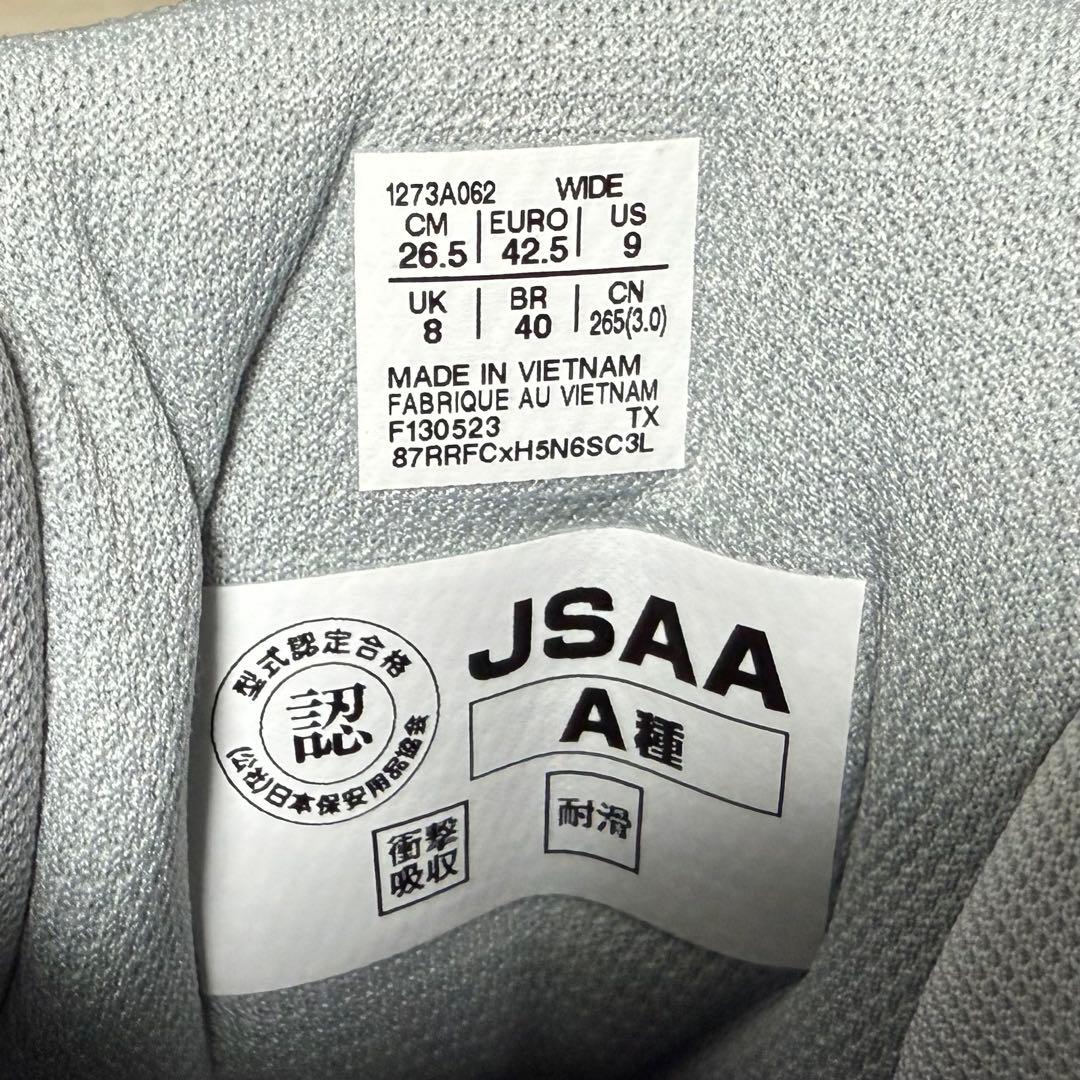 1273A062 WIDE
CM EURO US
26.5 42.5 9
UK BR CN
8 40 265(3.0)
MADE IN VIETNAM
FABRIQUE AU VIETNAM
F130523 TX
87RRFCxH5N6SC3L
JSAA
A種
型式認定合格
認
(公社)日本保安用品協会
耐滑
衝撃
吸収